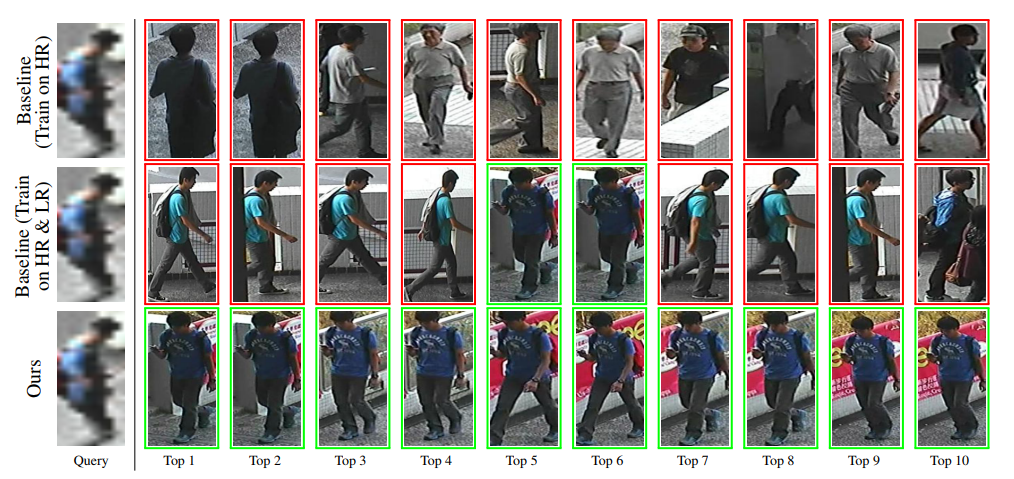 Baseline
(Train on HR)
Baseline (Train
on HR & LR)
Ours
Query
Top 1
Top 2
Top 3
Top 4
Top 5
Top 6
Top 7
Top 8
Top 9
Top 10